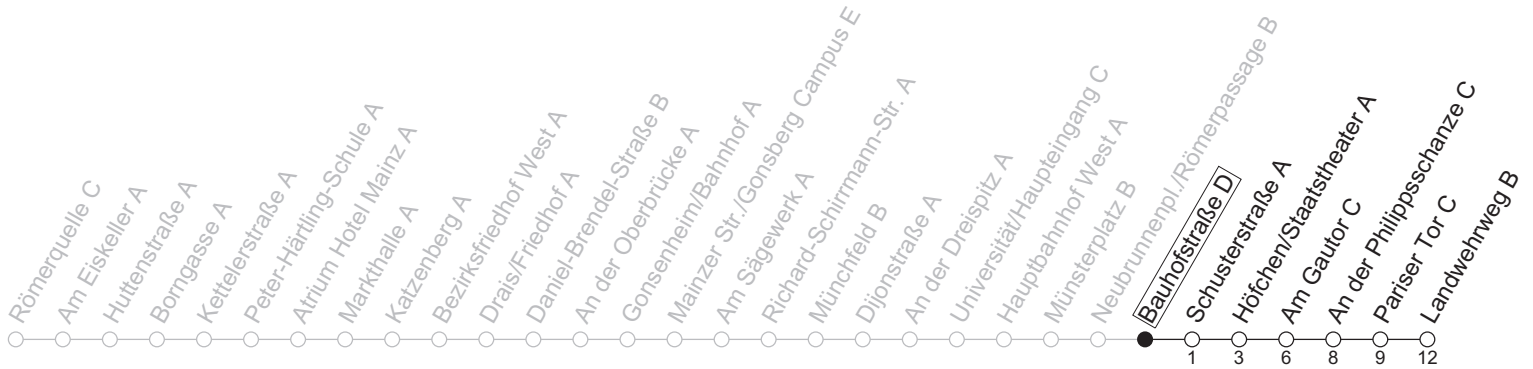 Römerquelle C
Am Eiskeller A
Huttenstraße A
Borngasse A
Kettelerstraße A
Peter-Härtling-Schule A
Atrium Hotel Mainz A
Markthalle A
Katzenberg A
Bezirksfriedhof West A
Drais/Friedhof A
Daniel-Brendel-Straße B
An der Oberbrücke A
Gonsenheim/Bahnhof A
Mainzer Str./Gonsberg Campus E
Am Sägewerk A
Richard-Schirrmann-Str. A
Münchfeld B
Dijonstraße A
An der Dreispitz A
Universität/Haupteingang C
Hauptbahnhof West A
Münsterplatz B
Neubrunnenpl./Römerpassage B
Bauhofstraße D
Schusterstraße A
Höfchen/Staatstheater A
Am Gautor C
An der Philippsschanze C
Pariser Tor C
Landwehrweg B
1 3 6 8 9 12